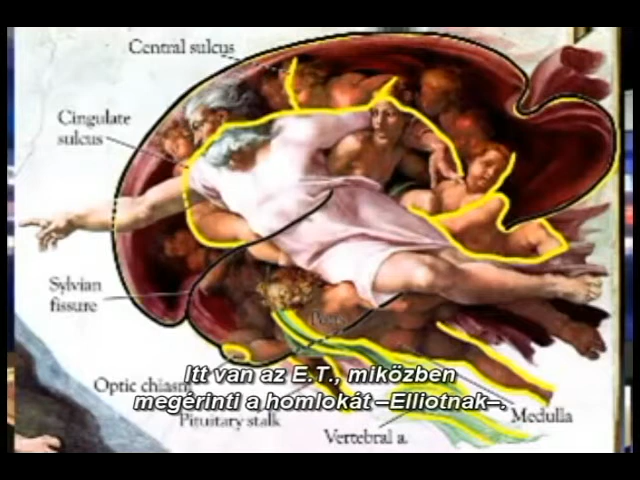 Central sulcus
Cingulate
sulcus
Sylvian
fissure
Pons
Optic chiasm
Itt van az E.T., miközben
megérinti a homlokát –Elliotnak–.
Pituitary stalk
Medulla
Vertebral a.